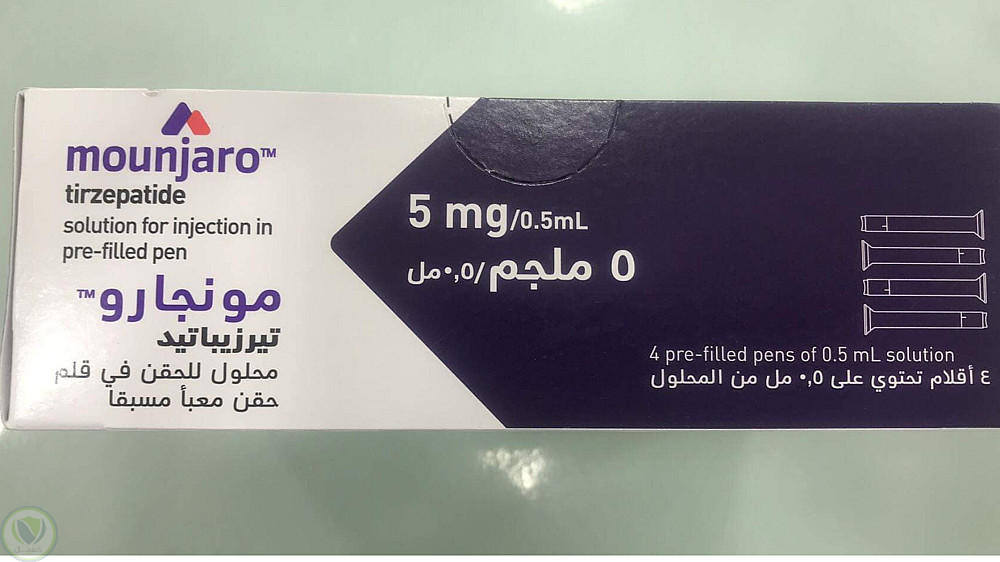 mounjaro™
tirzepatide
solution for injection in
pre-filled pen
مونجارو™
تيرزيباتيد
محلول للحقن في قلم
حقن معبأ مسبقا
5 mg/0.5mL
٥ ملجم/٠,٥مل
4 pre-filled pens of 0.5 mL solution
٤ أقلام تحتوي على ٠,٥ مل من المحلول